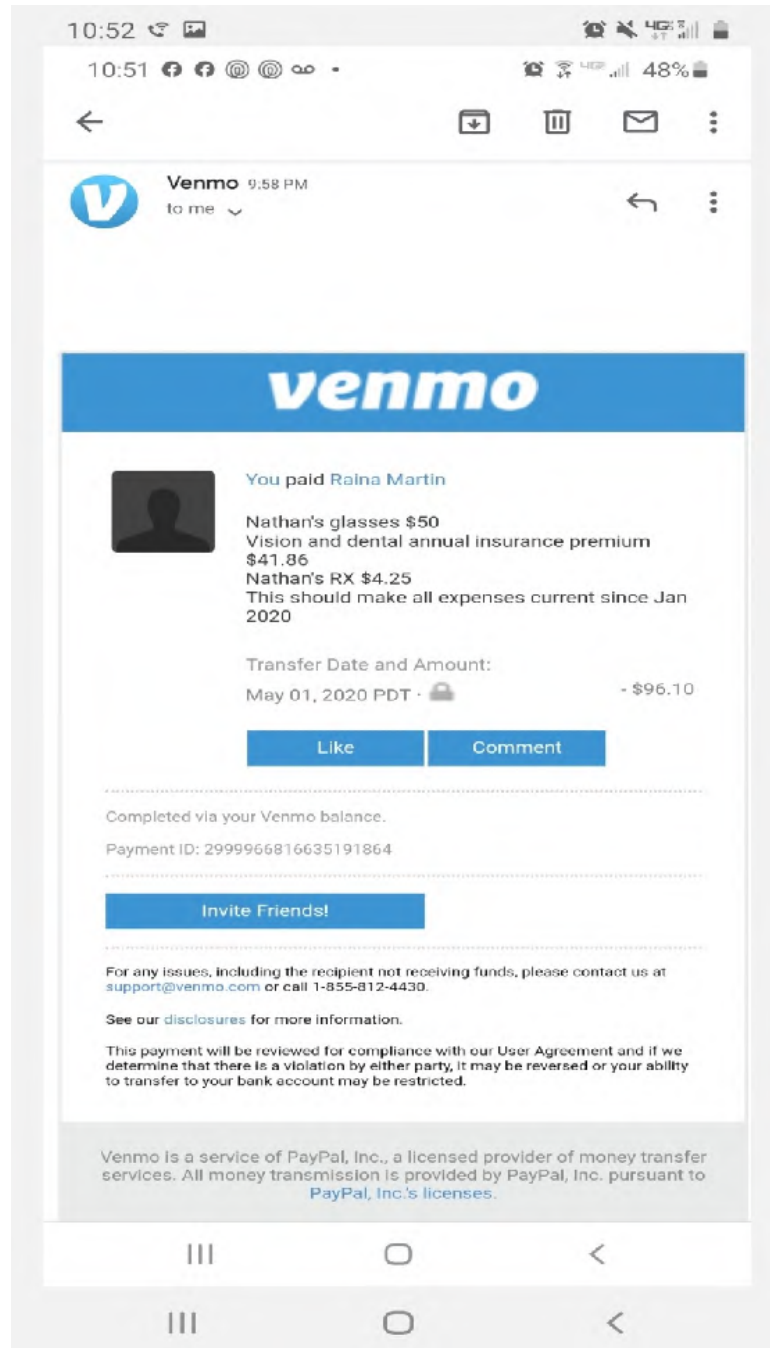 10:52
10:51 48%
Venmo 9:58 PM
to me
venmo
You paid Raina Martin
Nathan's glasses $50
Vision and dental annual insurance premium
$41.86
Nathan's RX $4.25
This should make all expenses current since Jan
2020
Transfer Date and Amount:
May 01, 2020 PDT · - $96.10
Like Comment
Completed via your Venmo balance.
Payment ID: 2999966816635191864
Invite Friends!
For any issues, including the recipient not receiving funds, please contact us at
support@venmo.com or call 1-855-812-4430.
See our disclosures for more information.
This payment will be reviewed for compliance with our User Agreement and if we
determine that there is a violation by either party, it may be reversed or your ability
to transfer to your bank account may be restricted.
Venmo is a service of PayPal, Inc., a licensed provider of money transfer
services. All money transmission is provided by PayPal, Inc. pursuant to
PayPal, Inc.'s licenses.